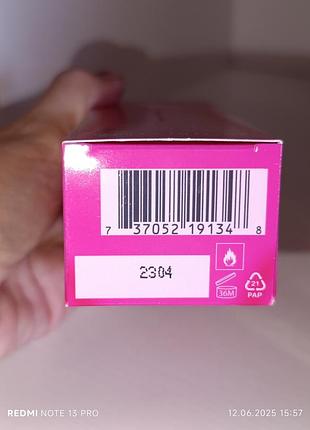 7 37052 19134 8
2304
36M
21
PAP
REDMI NOTE 13 PRO
12.06.2025 15:57